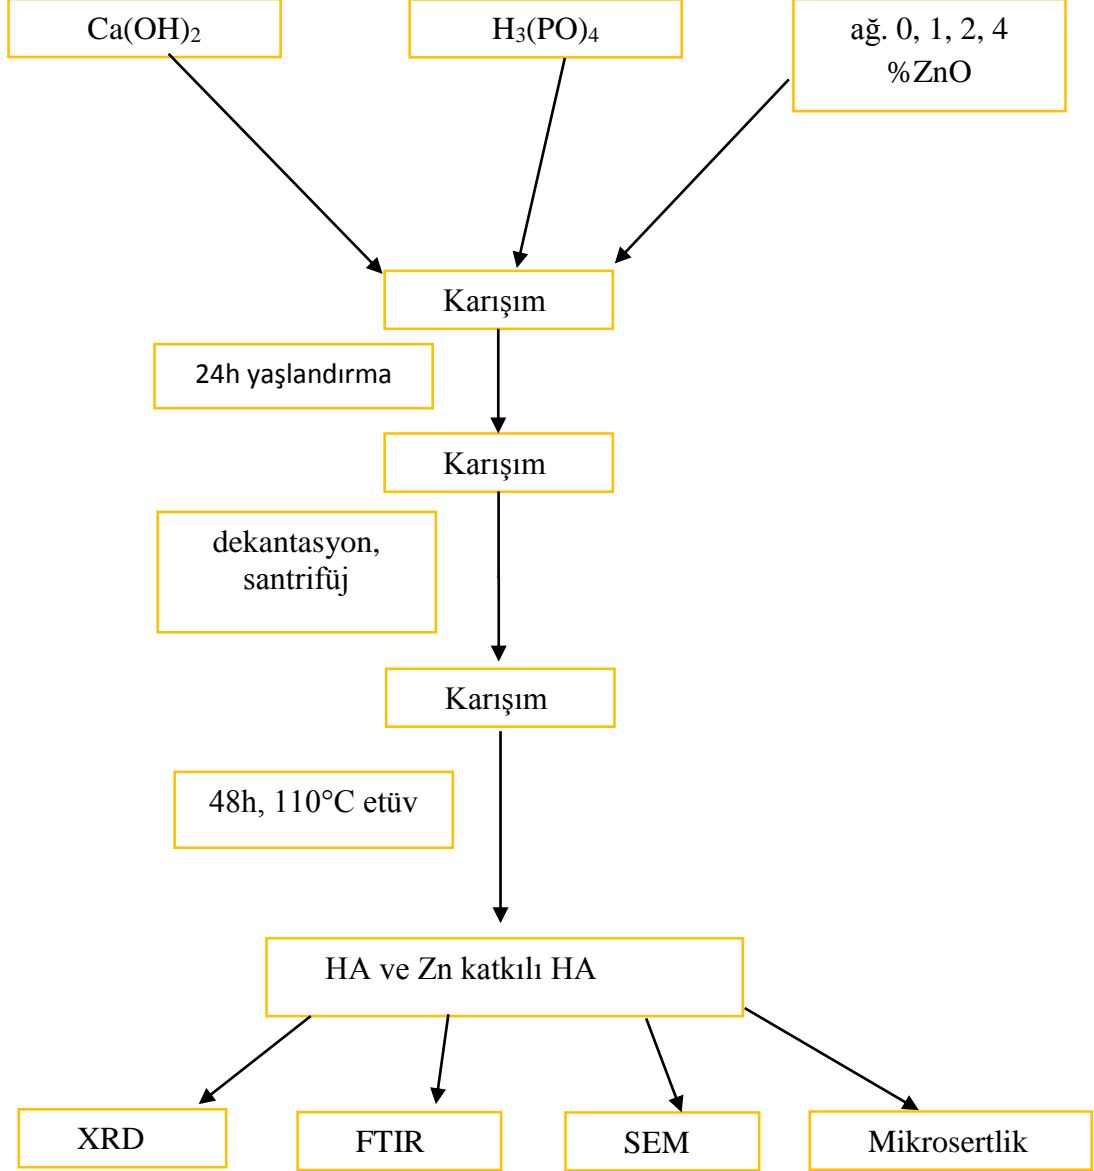 Ca(OH)₂
H₃(PO)₄
ağ. 0, 1, 2, 4
%ZnO
Karışım
24h yaşlandırma
Karışım
dekantasyon,
santrifüj
Karışım
48h, 110°C etüv
HA ve Zn katkılı HA
XRD
FTIR
SEM
Mikrosertlik